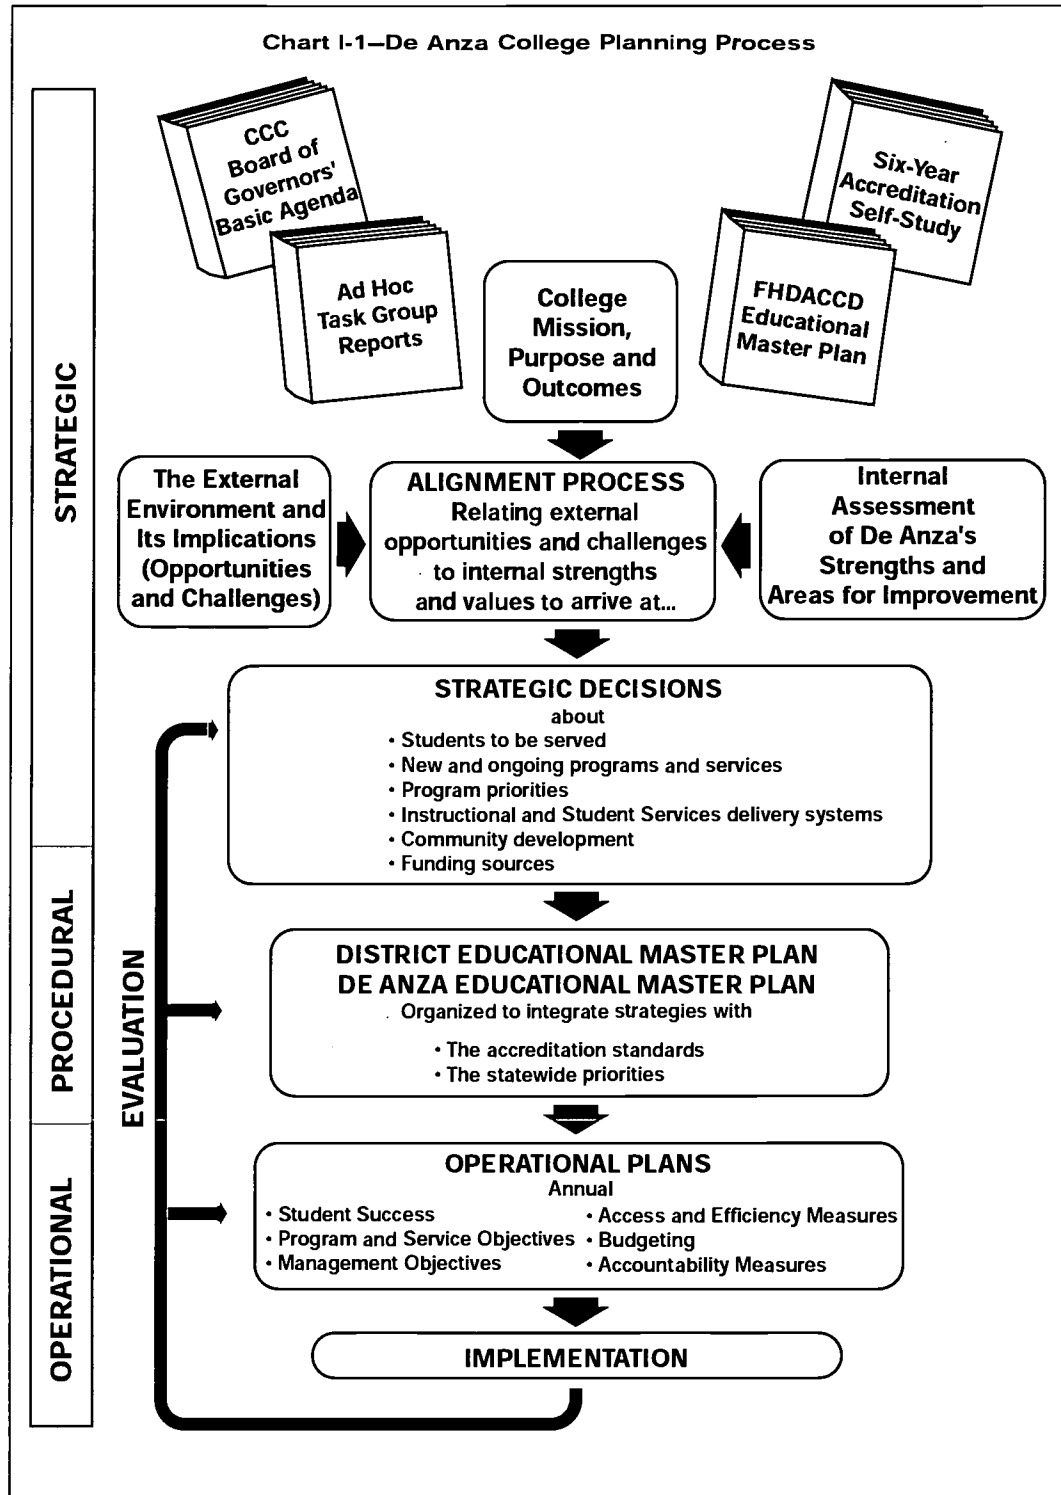 Chart I-1—De Anza College Planning Process
STRATEGIC
CCC
Board of
Governors'
Basic Agenda
Ad Hoc
Task Group
Reports
College
Mission,
Purpose and
Outcomes
Six-Year
Accreditation
Self-Study
FHDACCD
Educational
Master Plan
The External
Environment and
Its Implications
(Opportunities
and Challenges)
ALIGNMENT PROCESS
Relating external
opportunities and challenges
to internal strengths
and values to arrive at...
Internal
Assessment
of De Anza's
Strengths and
Areas for Improvement
STRATEGIC DECISIONS
about
• Students to be served
• New and ongoing programs and services
• Program priorities
• Instructional and Student Services delivery systems
• Community development
• Funding sources
PROCEDURAL
EVALUATION
DISTRICT EDUCATIONAL MASTER PLAN
DE ANZA EDUCATIONAL MASTER PLAN
Organized to integrate strategies with
• The accreditation standards
• The statewide priorities
OPERATIONAL
OPERATIONAL PLANS
Annual
• Student Success
• Program and Service Objectives
• Management Objectives
• Access and Efficiency Measures
• Budgeting
• Accountability Measures
IMPLEMENTATION